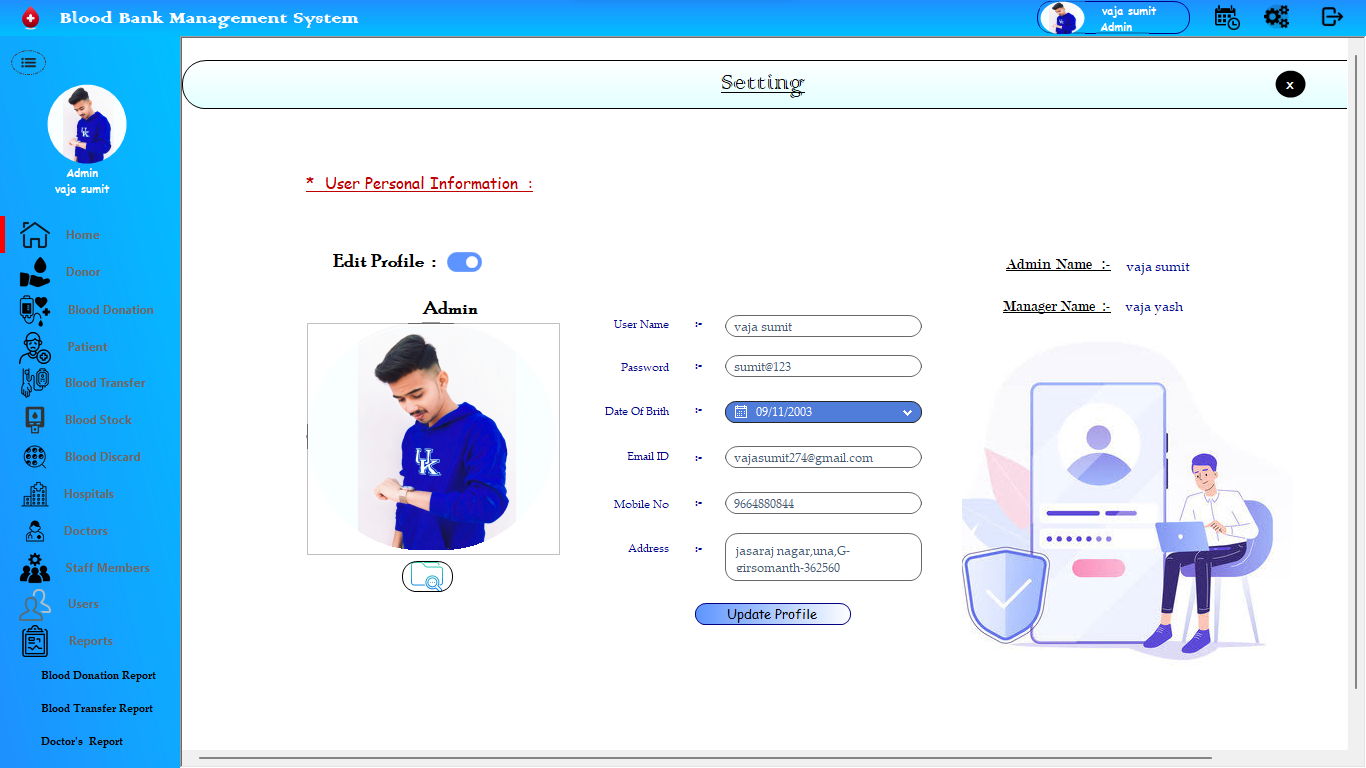 Blood Bank Management System
vaja sumit
Admin
Admin
vaja sumit
Home
Donor
Blood Donation
Patient
Blood Transfer
Blood Stock
Blood Discard
Hospitals
Doctors
Staff Members
Users
Reports
Blood Donation Report
Blood Transfer Report
Doctor's Report
Setting
x
* User Personal Information :
Edit Profile :
Admin
UK
User Name :- vaja sumit
Password :- sumit@123
Date Of Brith :- 09/11/2003
Email ID :- vajasumit274@gmail.com
Mobile No :- 9664880844
Address :- jasaraj nagar,una,G-
girsomanth-362560
Update Profile
Admin Name :- vaja sumit
Manager Name :- vaja yash